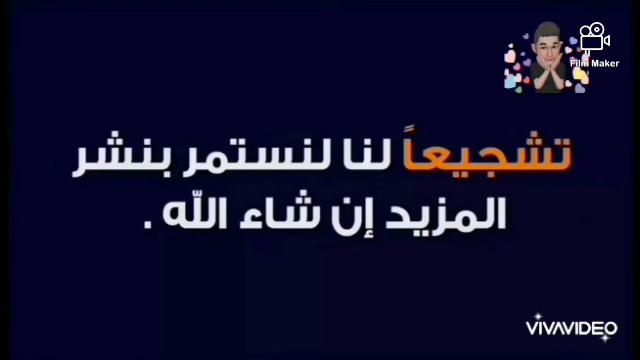 Film Maker
تشجيعاً لنا لنستمر بنشر
المزيد إن شاء الله .
VIVAVIDEO